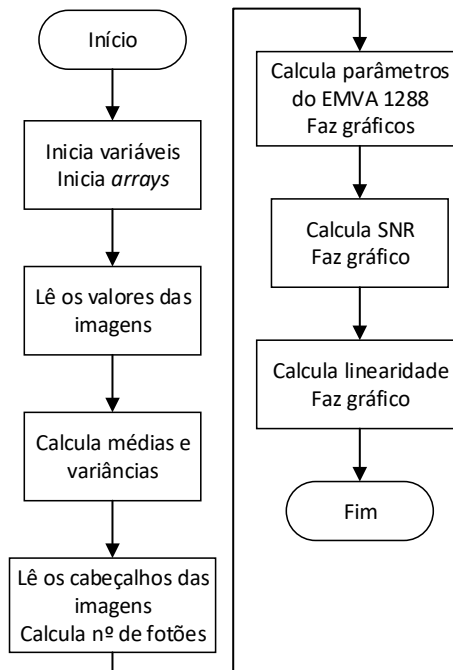 Início
Inicia variáveis
Inicia arrays
Lê os valores das
imagens
Calcula médias e
variâncias
Lê os cabeçalhos das
imagens
Calcula nº de fotões
Calcula parâmetros
do EMVA 1288
Faz gráficos
Calcula SNR
Faz gráfico
Calcula linearidade
Faz gráfico
Fim